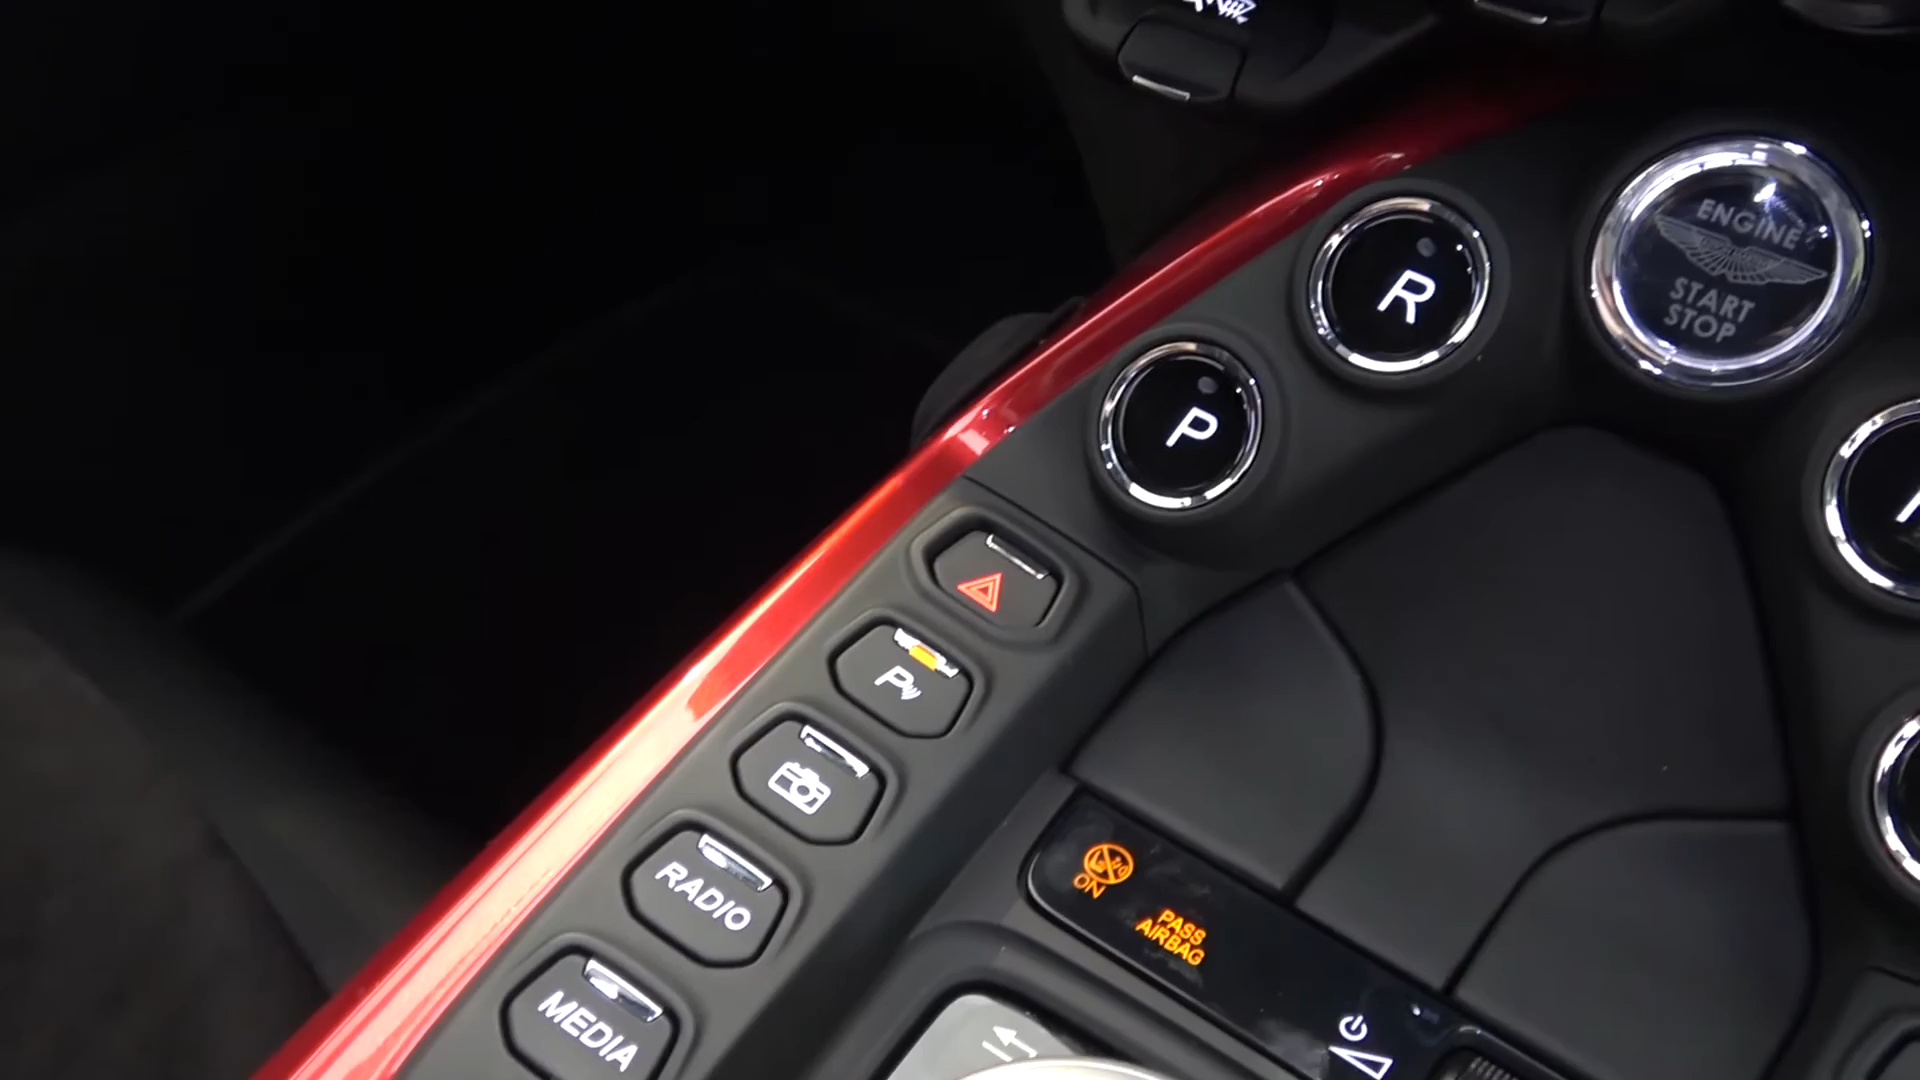 R
ENGINE
START
STOP
P
P
RADIO
MEDIA
ON
PASS
AIRBAG